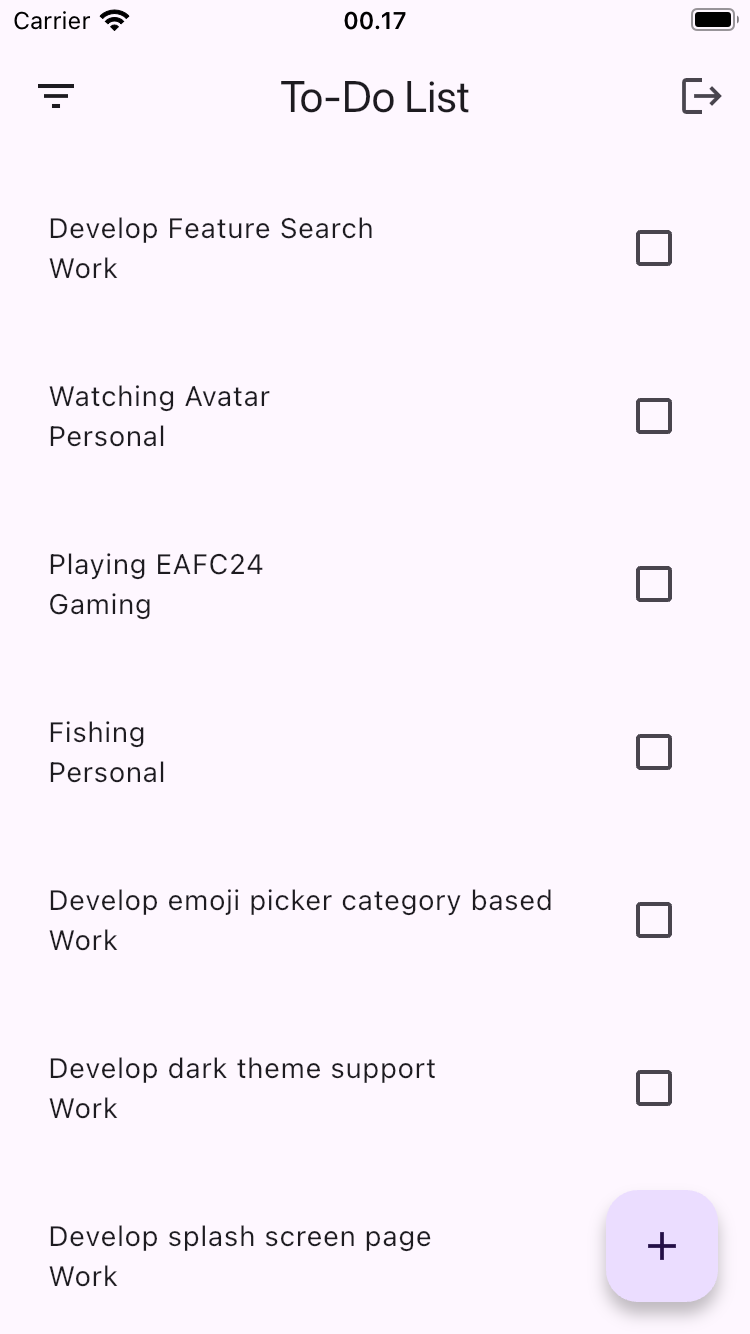 Carrier 00.17
To-Do List
Develop Feature Search
Work
Watching Avatar
Personal
Playing EAFC24
Gaming
Fishing
Personal
Develop emoji picker category based
Work
Develop dark theme support
Work
Develop splash screen page
Work